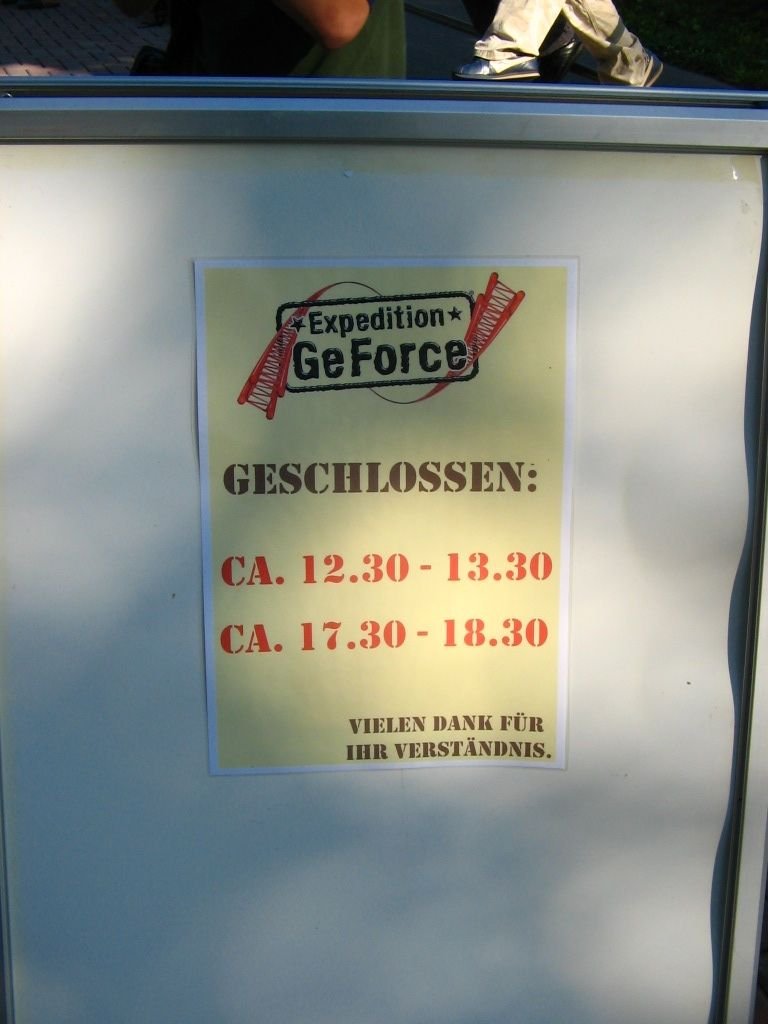 ★Expedition★
GeForce
GESCHLOSSEN:
CA. 12.30 - 13.30
CA. 17.30 - 18.30
VIELEN DANK FÜR
IHR VERSTÄNDNIS.